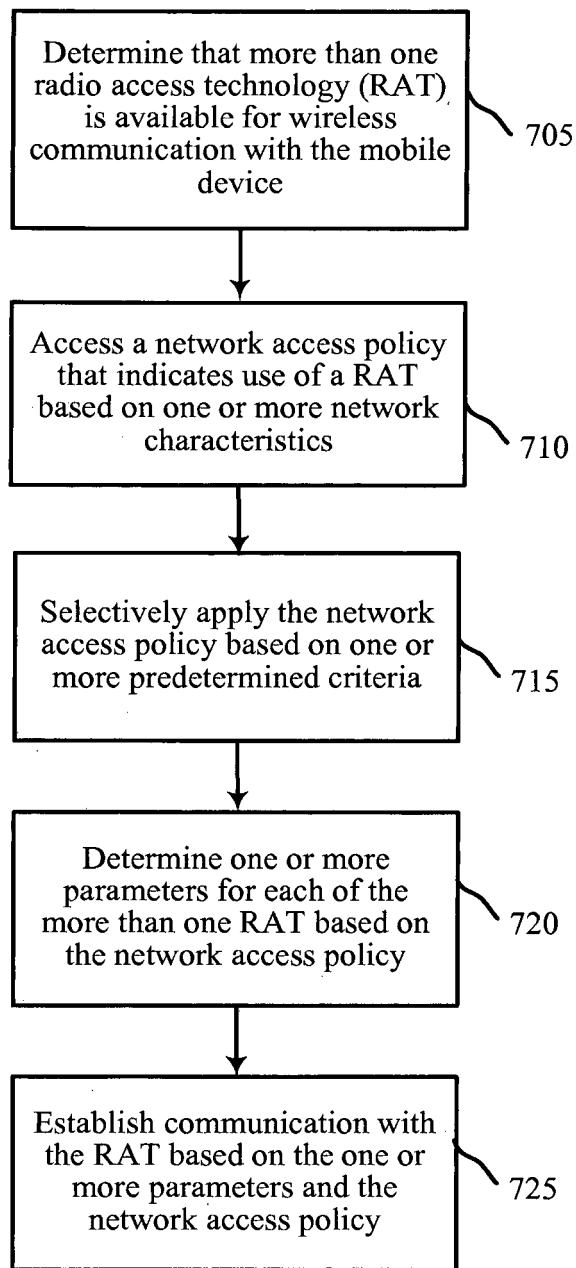 Determine that more than one
radio access technology (RAT)
is available for wireless
communication with the mobile
device
705
Access a network access policy
that indicates use of a RAT
based on one or more network
characteristics
710
Selectively apply the network
access policy based on one or
more predetermined criteria
715
Determine one or more
parameters for each of the
more than one RAT based on
the network access policy
720
Establish communication with
the RAT based on the one or
more parameters and the
network access policy
725